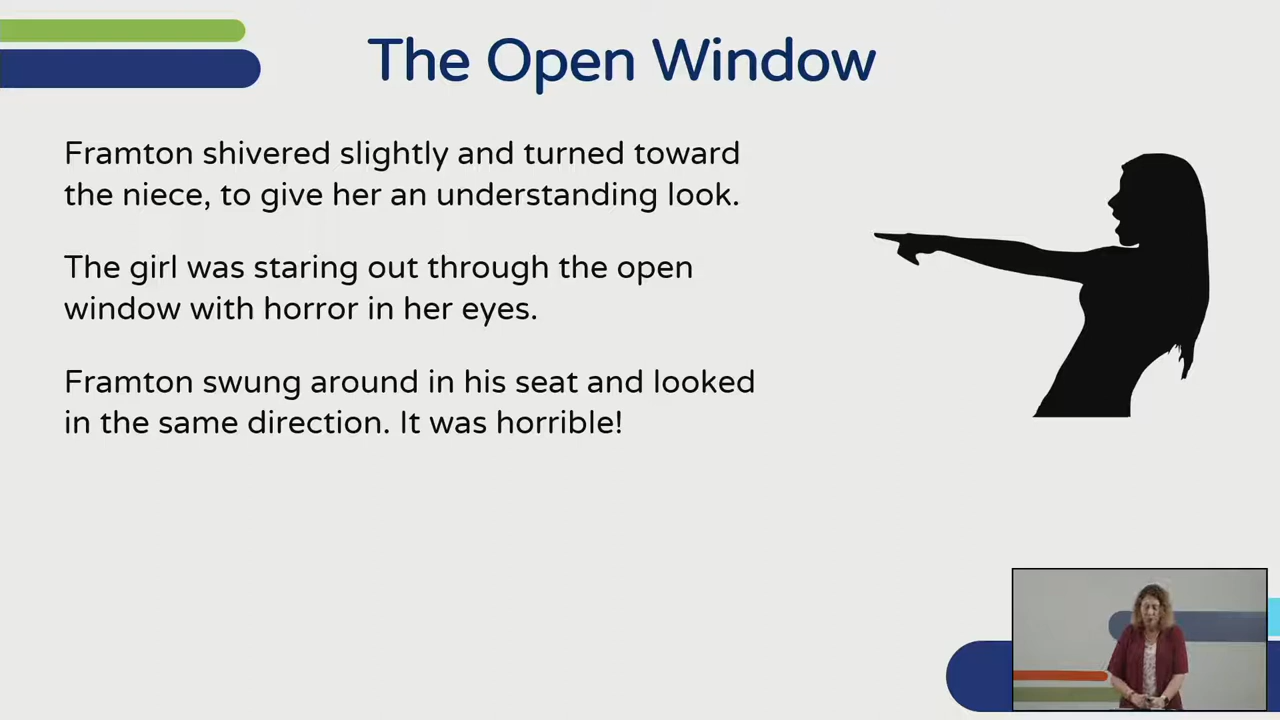 The Open Window
Framton shivered slightly and turned toward
the niece, to give her an understanding look.
The girl was staring out through the open
window with horror in her eyes.
Framton swung around in his seat and looked
in the same direction. It was horrible!